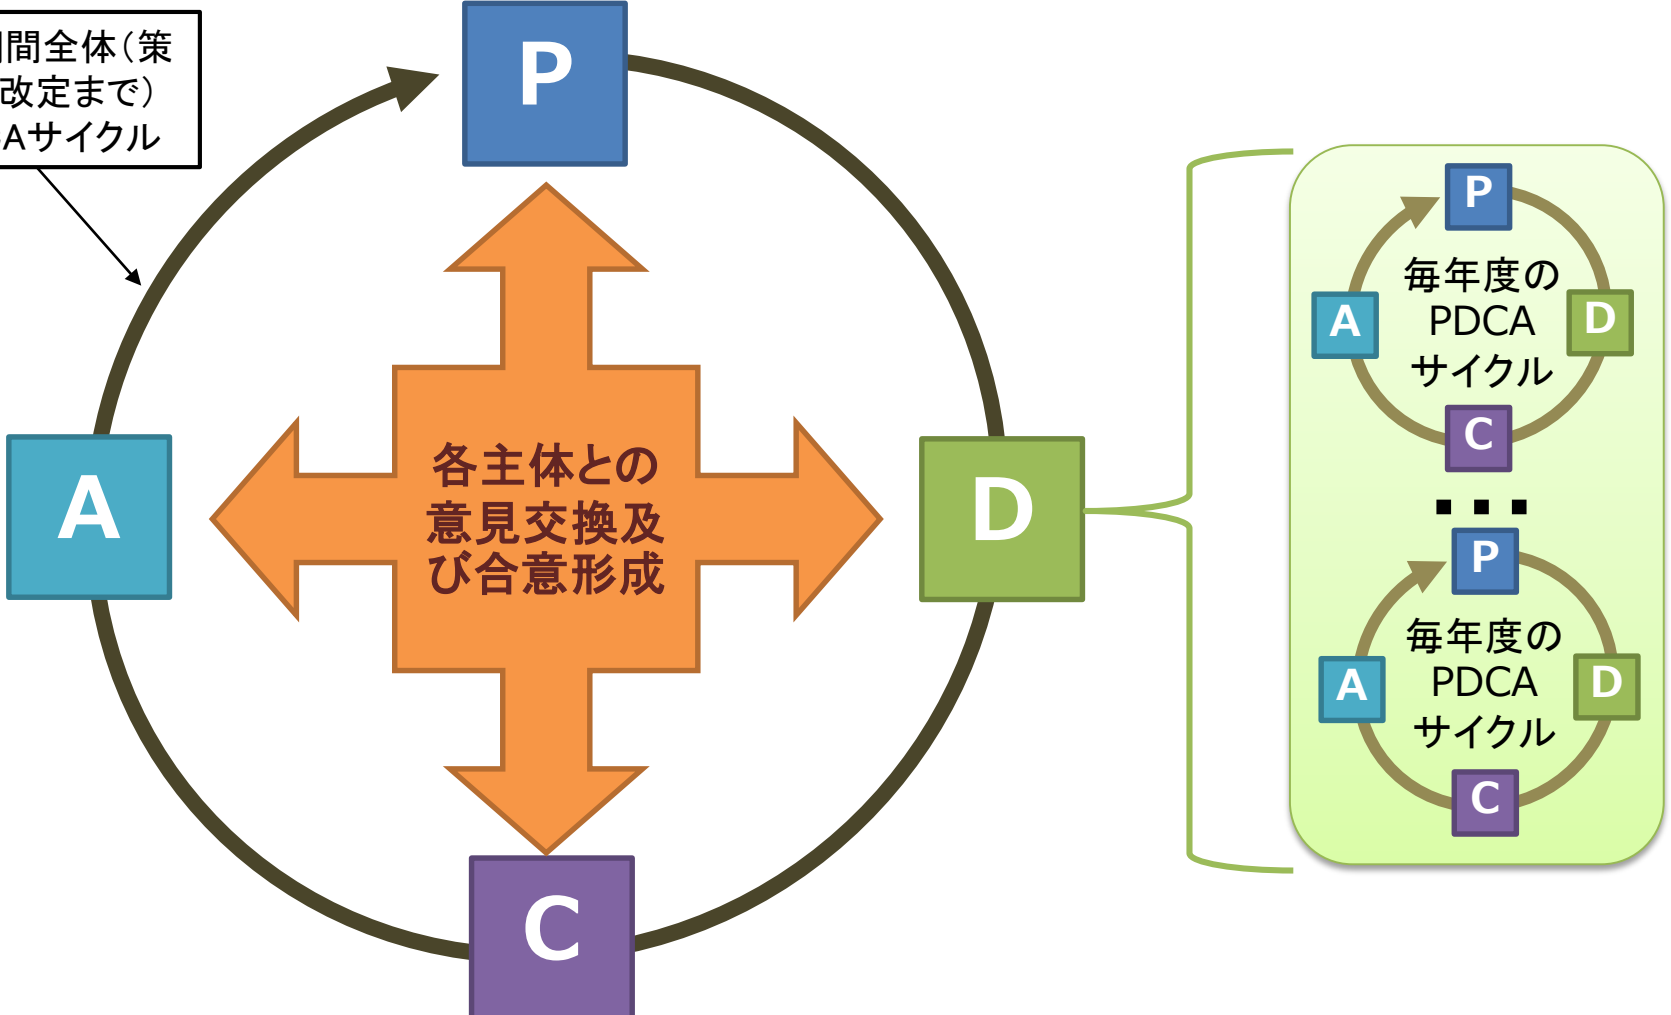 間全体（策
改定まで）
Aサイクル
P
A
各主体との
意見交換及
び合意形成
D
C
P
毎年度の
PDCA
サイクル
A
D
C
...
P
毎年度の
PDCA
サイクル
A
D
C